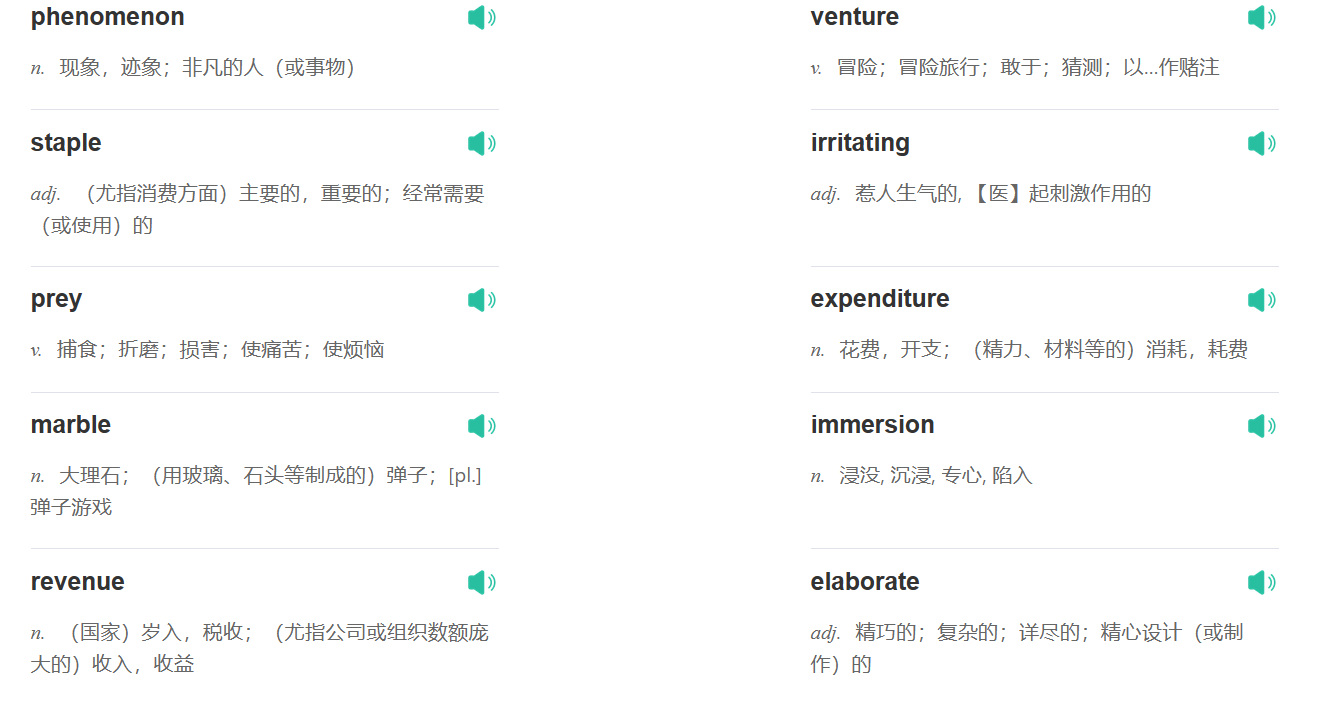 phenomenon
n. 现象，迹象；非凡的人（或事物）
venture
v. 冒险；冒险旅行；敢于；猜测；以...作赌注
staple
adj. （尤指消费方面）主要的，重要的；经常需要
（或使用）的
irritating
adj. 惹人生气的,【医】起刺激作用的
prey
v. 捕食；折磨；损害；使痛苦；使烦恼
expenditure
n. 花费，开支；（精力、材料等的）消耗，耗费
marble
n. 大理石；（用玻璃、石头等制成的）弹子；[pl.]
弹子游戏
immersion
n. 浸没, 沉浸, 专心, 陷入
revenue
n. （国家）岁入，税收；（尤指公司或组织数额庞
大的）收入，收益
elaborate
adj. 精巧的；复杂的；详尽的；精心设计（或制
作）的